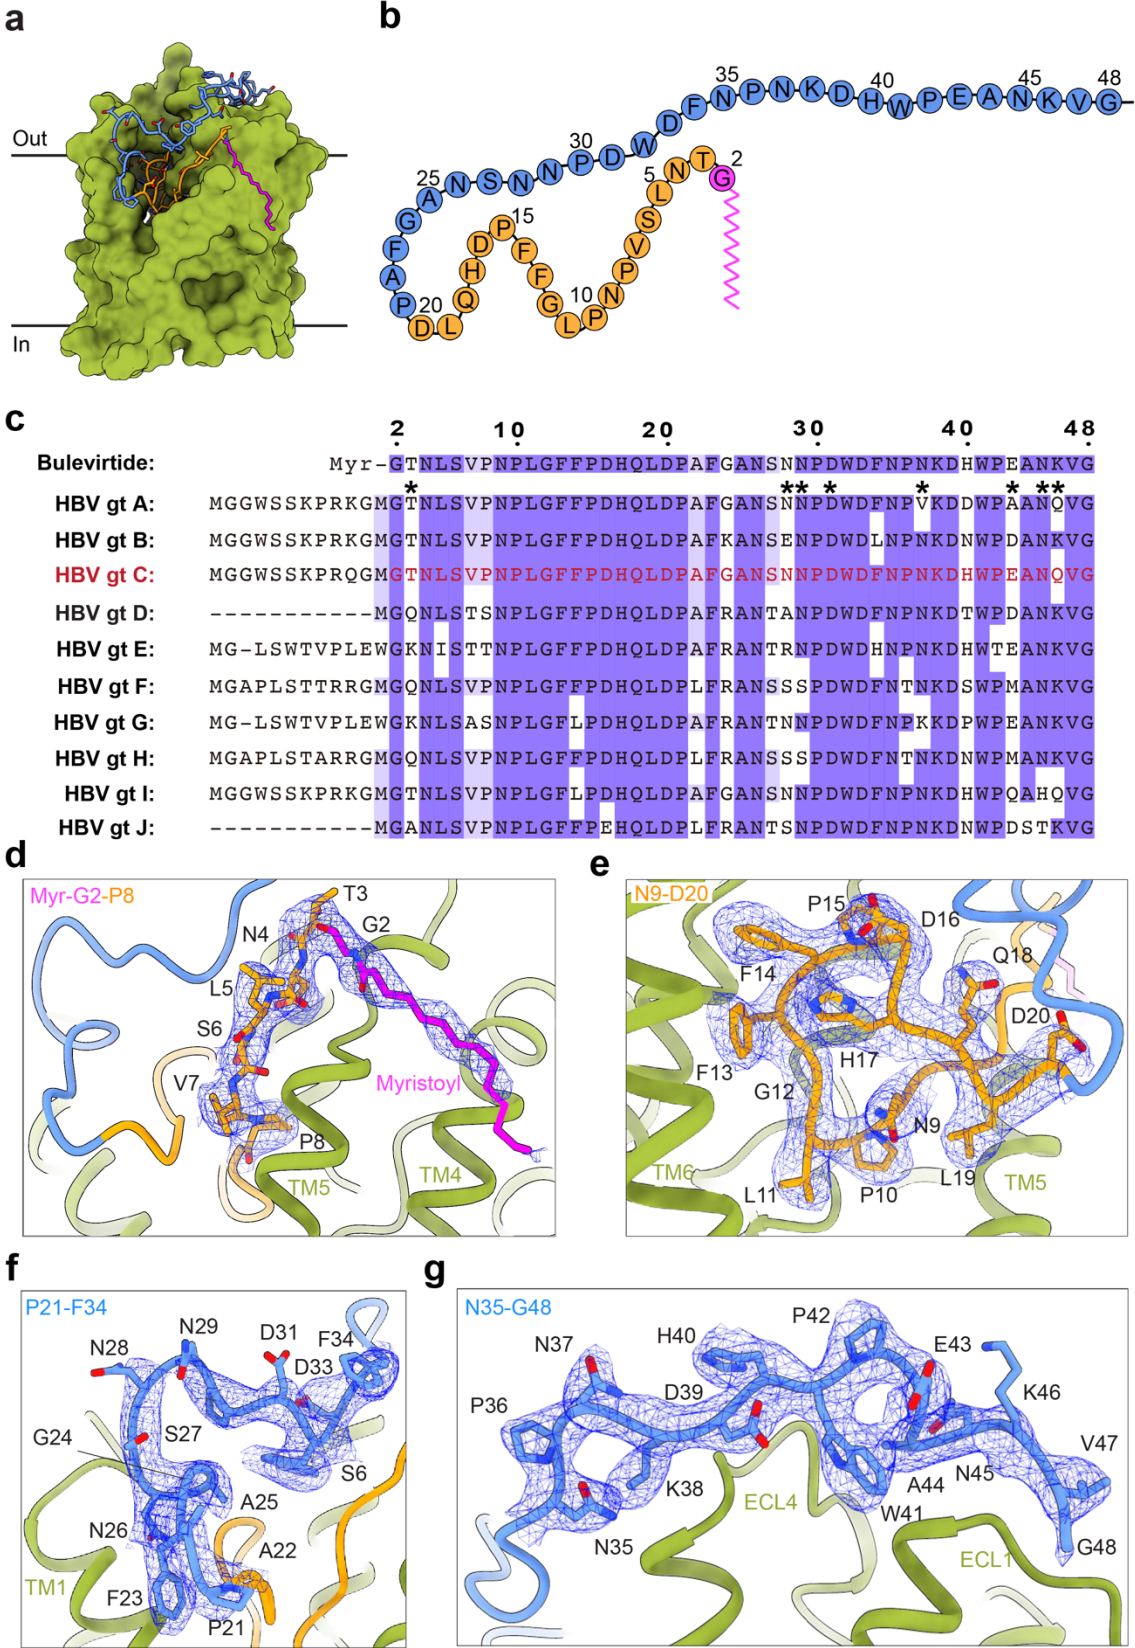 a
Out
In
b
35 40 45 48
F N P N K D H W P E A N K V G
25 30
A N S N N P D W D
5 2
L N T G
G F A P
20 15 10
D L Q H D P F F G L P N P V S
c
2 10 20 30 40 48
Bulevirtide: Myr-GTNLSVPNPLGFFPDHQLDPAFGANSNNPDWDFNPNKDHWPEANKVG
* ** * * * **
HBV gt A: MGGWSSKPRKGMGTNLSVPNPLGFFPDHQLDPAFGANSNNPDWDFNPVKDDWPAANQVG
HBV gt B: MGGWSSKPRKGMGTNLSVPNPLGFFPDHQLDPAFKANSENPDWDLNPNKDNWPDANKVG
HBV gt C: MGGWSSKPRQGMGTNLSVPNPLGFFPDHQLDPAFGANSNNPDWDFNPNKDHWPEANQVG
HBV gt D: -----------MGQNLSTSNPLGFFPDHQLDPAFRANTANPDWDFNPNKDTWPDANKVG
HBV gt E: MG-LSWTVPLEWGKNISTTNPLGFFPDHQLDPAFRANTRNPDWDHNPNKDHWTEANKVG
HBV gt F: MGAPLSTTRRGMGQNLSVPNPLGFFPDHQLDPLFRANSSSPDWDFNTNKDSWPMANKVG
HBV gt G: MG-LSWTVPLEWGKNLSASNPLGFLPDHQLDPAFRANTNNPDWDFNPKKDPWPEANKVG
HBV gt H: MGAPLSTARRGMGQNLSVPNPLGFFPDHQLDPLFRANSSSPDWDFNTNKDNWPMANKVG
HBV gt I: MGGWSSKPRKGMGTNLSVPNPLGFLPDHQLDPAFGANSNNPDWDFNPNKDNWPQAHQVG
HBV gt J: -----------MGANLSVPNPLGFFPEHQLDPLFRANTSNPDWDFNPNKDNWPDSTKVG
d
Myr-G2-P8
T3
N4
G2
L5
S6
V7
Myristoyl
P8
TM5
TM4
e
N9-D20
P15
D16
F14
Q18
D20
F13
H17
G12
N9
TM6
L11
P10
L19
TM5
f
P21-F34
N29
N28
D31
F34
D33
S27
G24
S6
A25
N26
A22
TM1
F23
P21
g
N35-G48
P42
N37
H40
E43
D39
K46
P36
V47
K38
ECL4
A44
N45
W41
N35
ECL1
G48